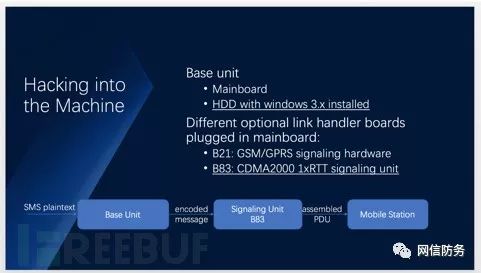 Hacking into
the Machine
Base unit
• Mainboard
• HDD with windows 3.x installed
Different optional link handler boards
plugged in mainboard:
• B21: GSM/GPRS signaling hardware
• B83: CDMA2000 1xRTT signaling unit
SMS plaintext
Base Unit
encoded
message
Signaling Unit
B83
assembled
PDU
Mobile Station
FREEBUF
网信防务